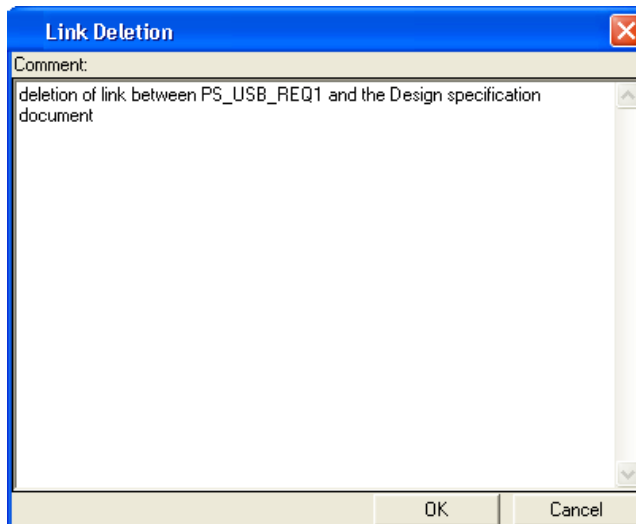 Link Deletion
Comment:
deletion of link between PS_USB_REQ1 and the Design specification
document
OK Cancel